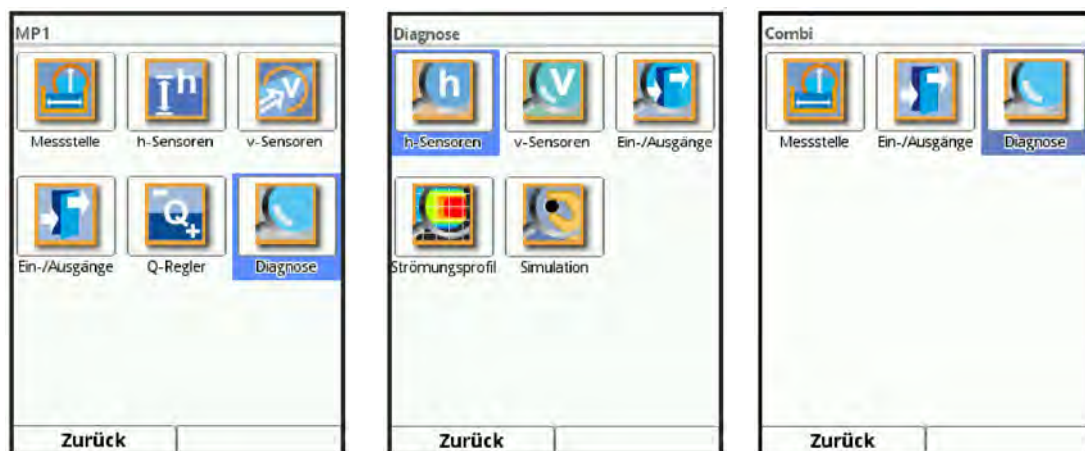 MP1
Messstelle h-Sensoren v-Sensoren
Ein-/Ausgänge Q-Regler Diagnose
Zurück
Diagnose
h-Sensoren v-Sensoren Ein-/Ausgänge
Strömungsprofil Simulation
Zurück
Combi
Messstelle Ein-/Ausgänge Diagnose
Zurück